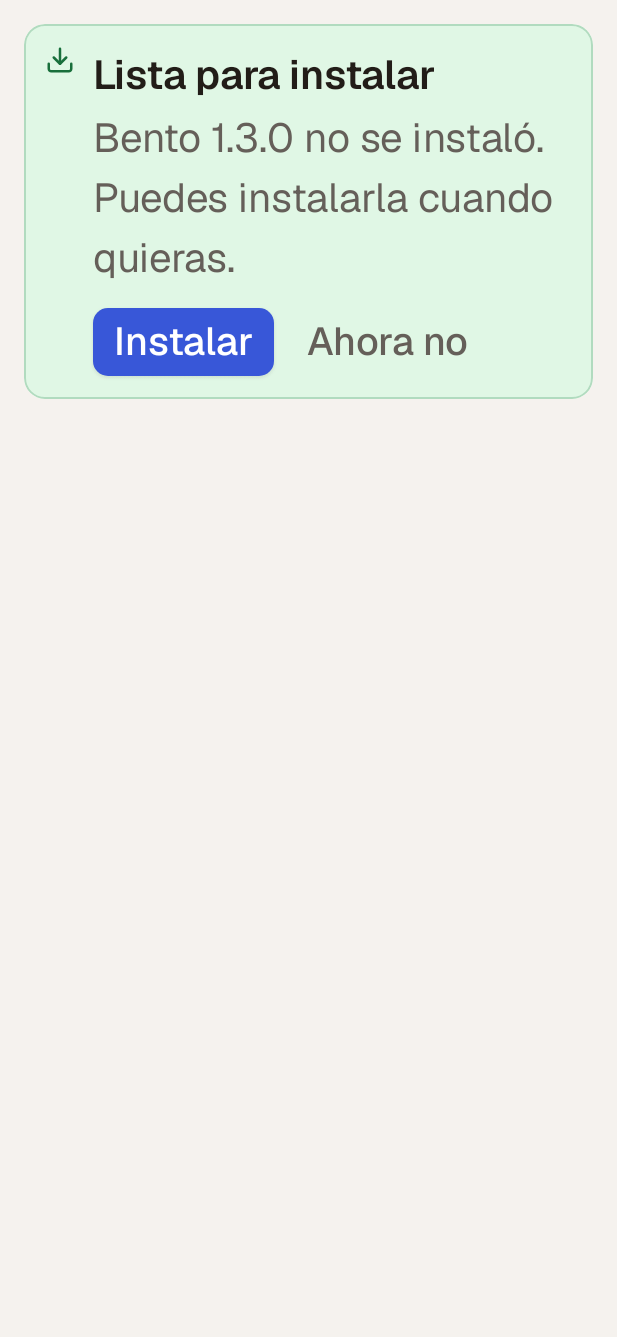 Lista para instalar
Bento 1.3.0 no se instaló.
Puedes instalarla cuando
quieras.
Instalar
Ahora no